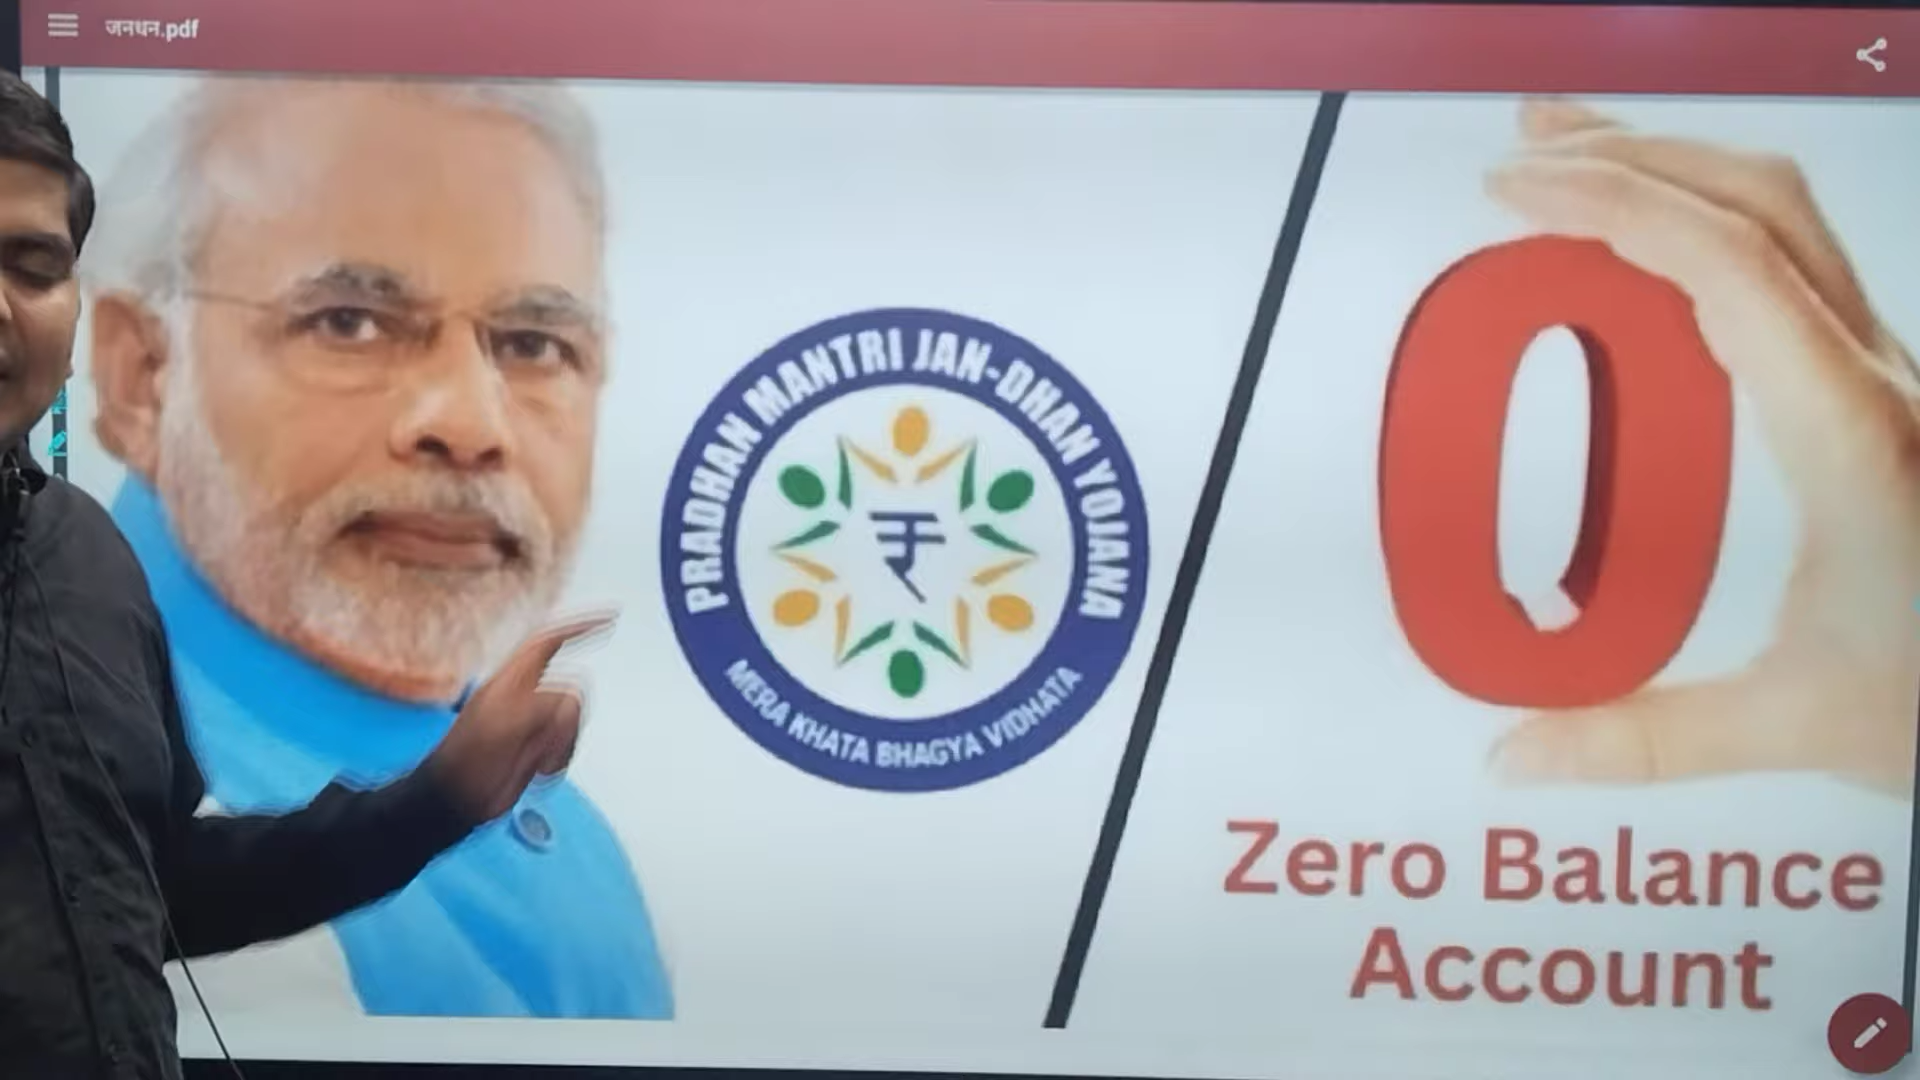 जनधन.pdf
PRADHAN MANTRI JAN-DHAN YOJANA
₹
MERA KHATA BHAGYA VIDHATA
0
Zero Balance
Account